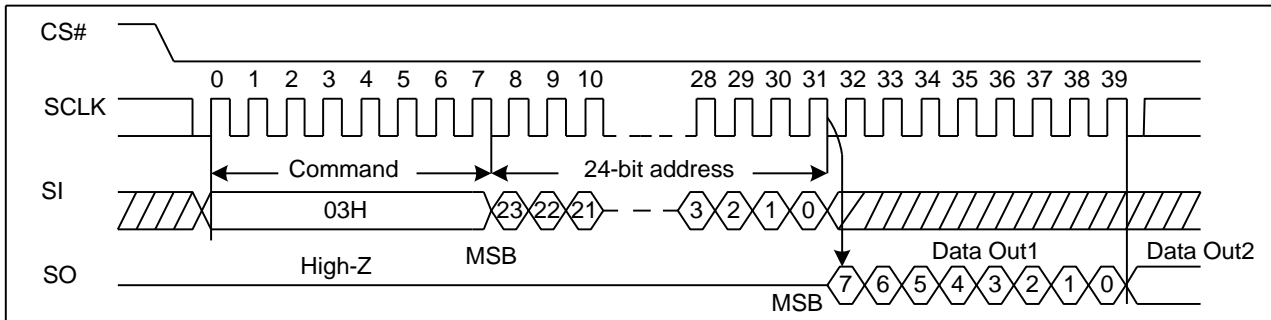 CS#
0 1 2 3 4 5 6 7 8 9 10 28 29 30 31 32 33 34 35 36 37 38 39
SCLK
Command 24-bit address
SI
03H 23 22 21 3 2 1 0
MSB
High-Z
Data Out1 Data Out2
SO
MSB 7 6 5 4 3 2 1 0